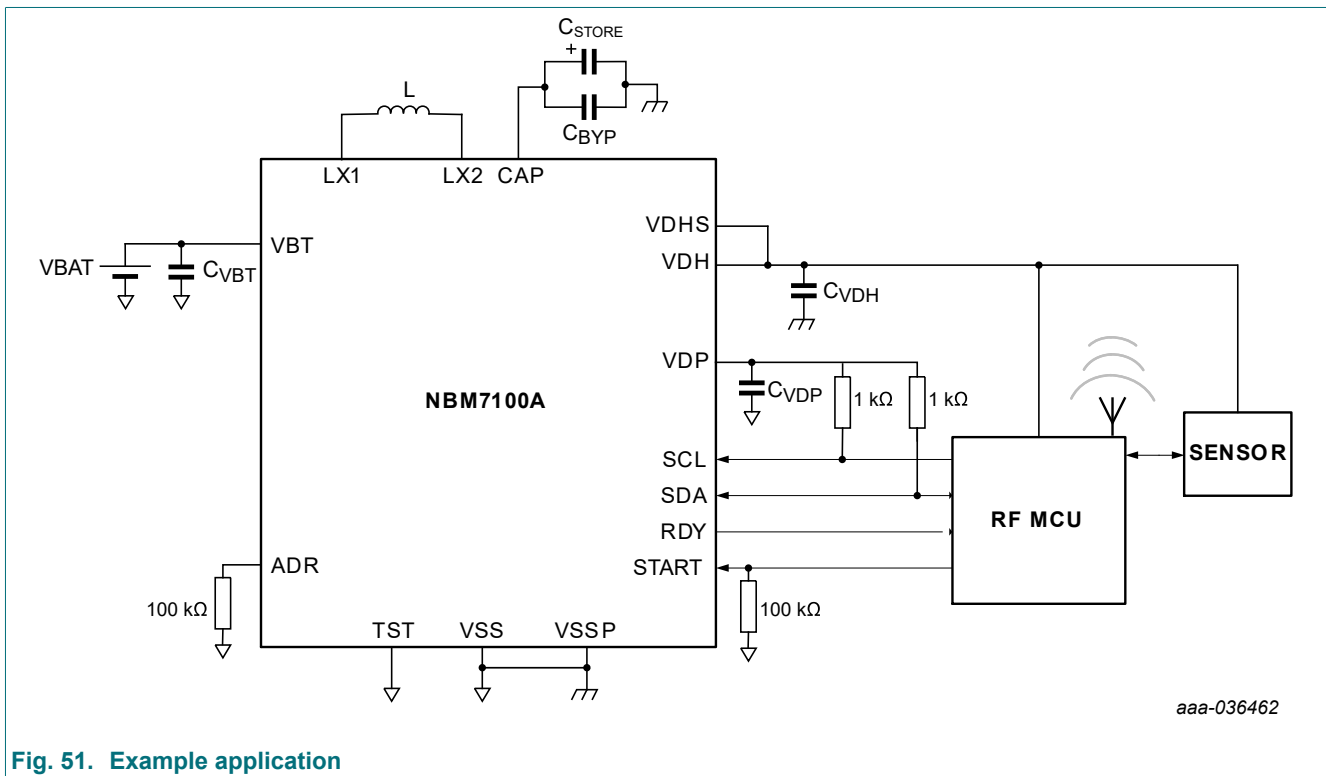 CSTORE
+
L
CBYP
LX1 LX2 CAP
VDHS
VBT
VDH
VBAT
CVBT
CVDH
VDP
CVDP
1 kΩ 1 kΩ
NBM7100A
SCL
SENSOR
SDA
RF MCU
RDY
ADR
START
100 kΩ
100 kΩ
TST VSS VSSP
aaa-036462
Fig. 51. Example application